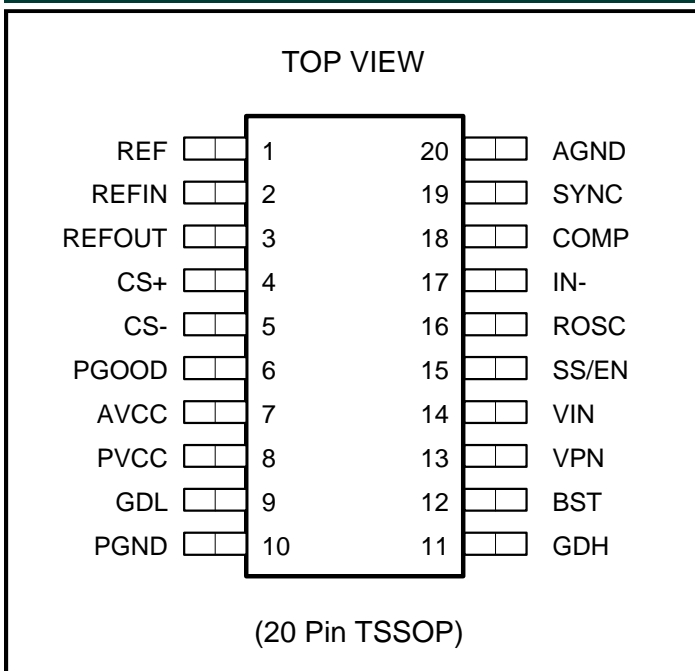 TOP VIEW
REF 1 20 AGND
REFIN 2 19 SYNC
REFOUT 3 18 COMP
CS+ 4 17 IN-
CS- 5 16 ROSC
PGOOD 6 15 SS/EN
AVCC 7 14 VIN
PVCC 8 13 VPN
GDL 9 12 BST
PGND 10 11 GDH
(20 Pin TSSOP)